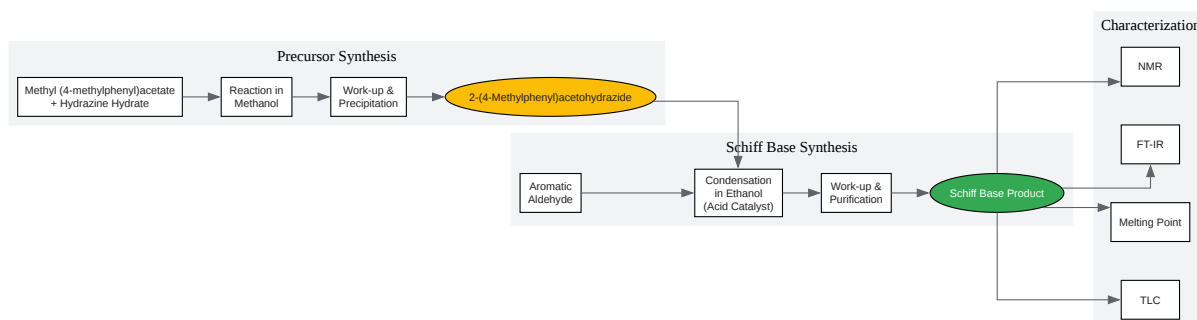 Characterization
Precursor Synthesis
Methyl (4-methylphenyl)acetate
+ Hydrazine Hydrate
Reaction in
Methanol
Work-up &
Precipitation
2-(4-Methylphenyl)acetohydrazide
NMR
FT-IR
Schiff Base Synthesis
Aromatic
Aldehyde
Condensation
in Ethanol
(Acid Catalyst)
Work-up &
Purification
Schiff Base Product
Melting Point
TLC